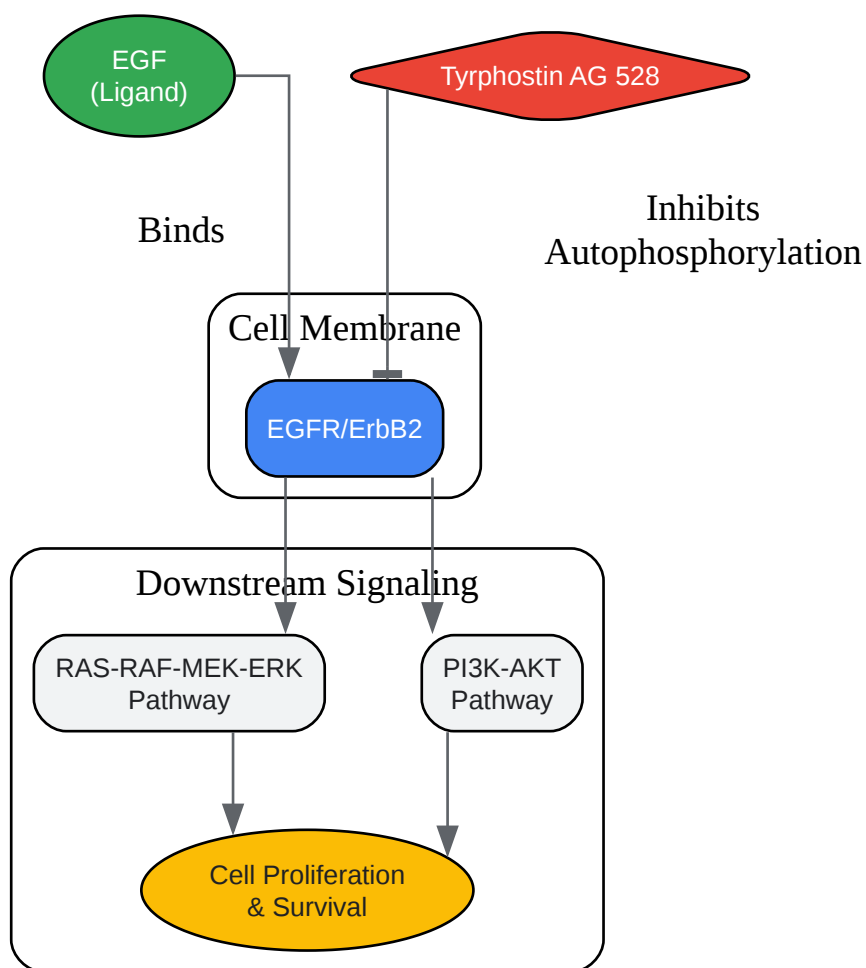 EGF
(Ligand)
Tyrphostin AG 528
Binds
Inhibits
Autophosphorylation
Cell Membrane
EGFR/ErbB2
Downstream Signaling
RAS-RAF-MEK-ERK
Pathway
PI3K-AKT
Pathway
Cell Proliferation
& Survival